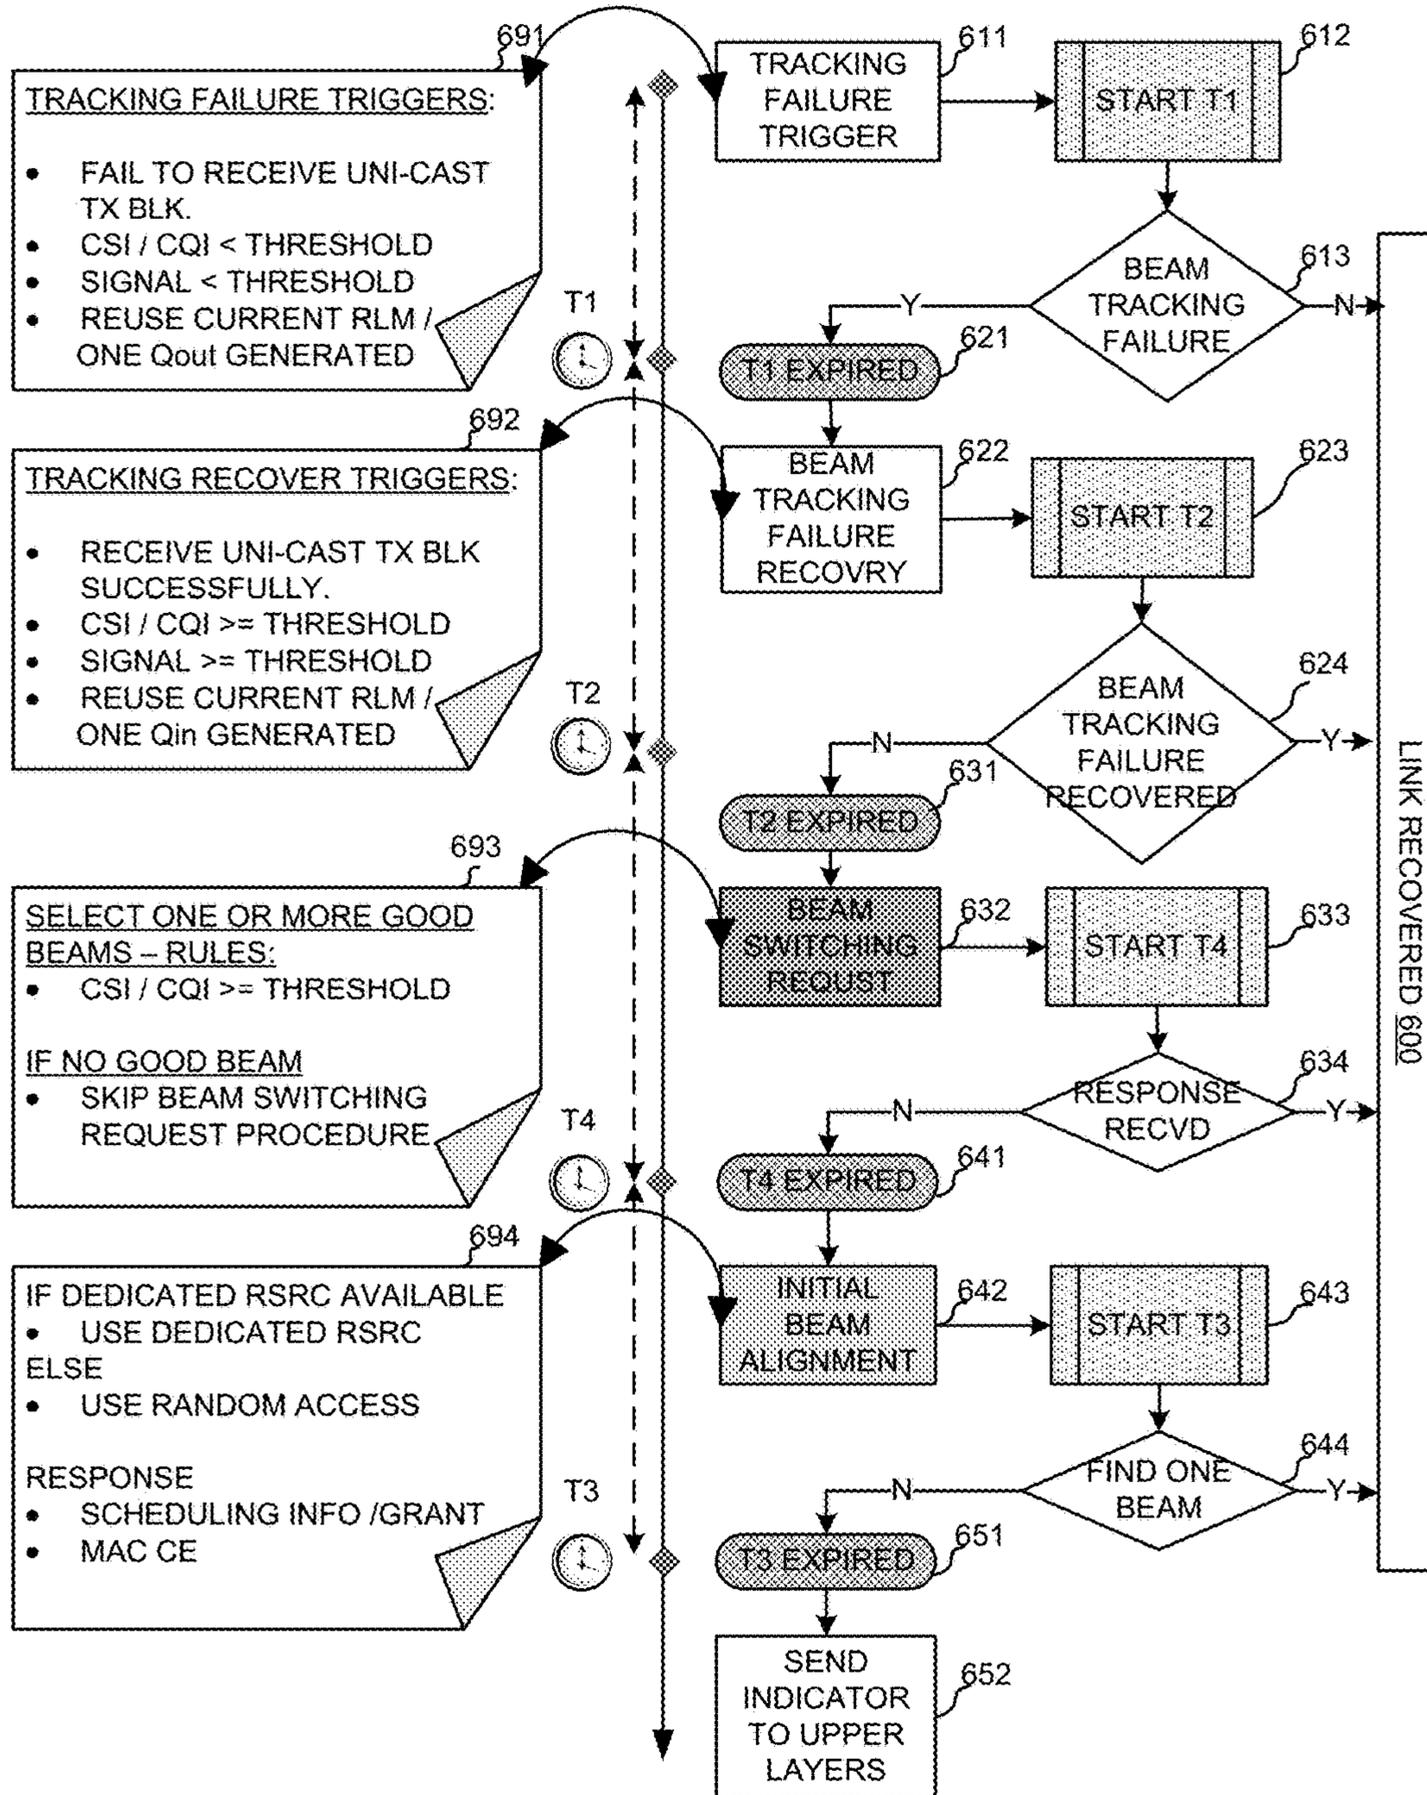 691
TRACKING FAILURE TRIGGERS:
• FAIL TO RECEIVE UNI-CAST
TX BLK.
• CSI / CQI < THRESHOLD
• SIGNAL < THRESHOLD
• REUSE CURRENT RLM /
ONE Qout GENERATED
692
TRACKING RECOVER TRIGGERS:
• RECEIVE UNI-CAST TX BLK
SUCCESSFULLY.
• CSI / CQI >= THRESHOLD
• SIGNAL >= THRESHOLD
• REUSE CURRENT RLM /
ONE Qin GENERATED
693
SELECT ONE OR MORE GOOD
BEAMS – RULES:
• CSI / CQI >= THRESHOLD
IF NO GOOD BEAM
• SKIP BEAM SWITCHING
REQUEST PROCEDURE
694
IF DEDICATED RSRC AVAILABLE
• USE DEDICATED RSRC
ELSE
• USE RANDOM ACCESS
RESPONSE
• SCHEDULING INFO /GRANT
• MAC CE
T1
T2
T4
T3
TRACKING
FAILURE
TRIGGER
611
START T1
612
BEAM
TRACKING
FAILURE
613
Y
N
T1 EXPIRED
621
BEAM
TRACKING
FAILURE
RECOVRY
622
START T2
623
BEAM
TRACKING
FAILURE
RECOVERED
624
N
Y
T2 EXPIRED
631
BEAM
SWITCHING
REQUST
632
START T4
633
RESPONSE
RECVD
634
N
Y
T4 EXPIRED
641
INITIAL
BEAM
ALIGNMENT
642
START T3
643
FIND ONE
BEAM
644
N
Y
T3 EXPIRED
651
SEND
INDICATOR
TO UPPER
LAYERS
652
LINK RECOVERED 600